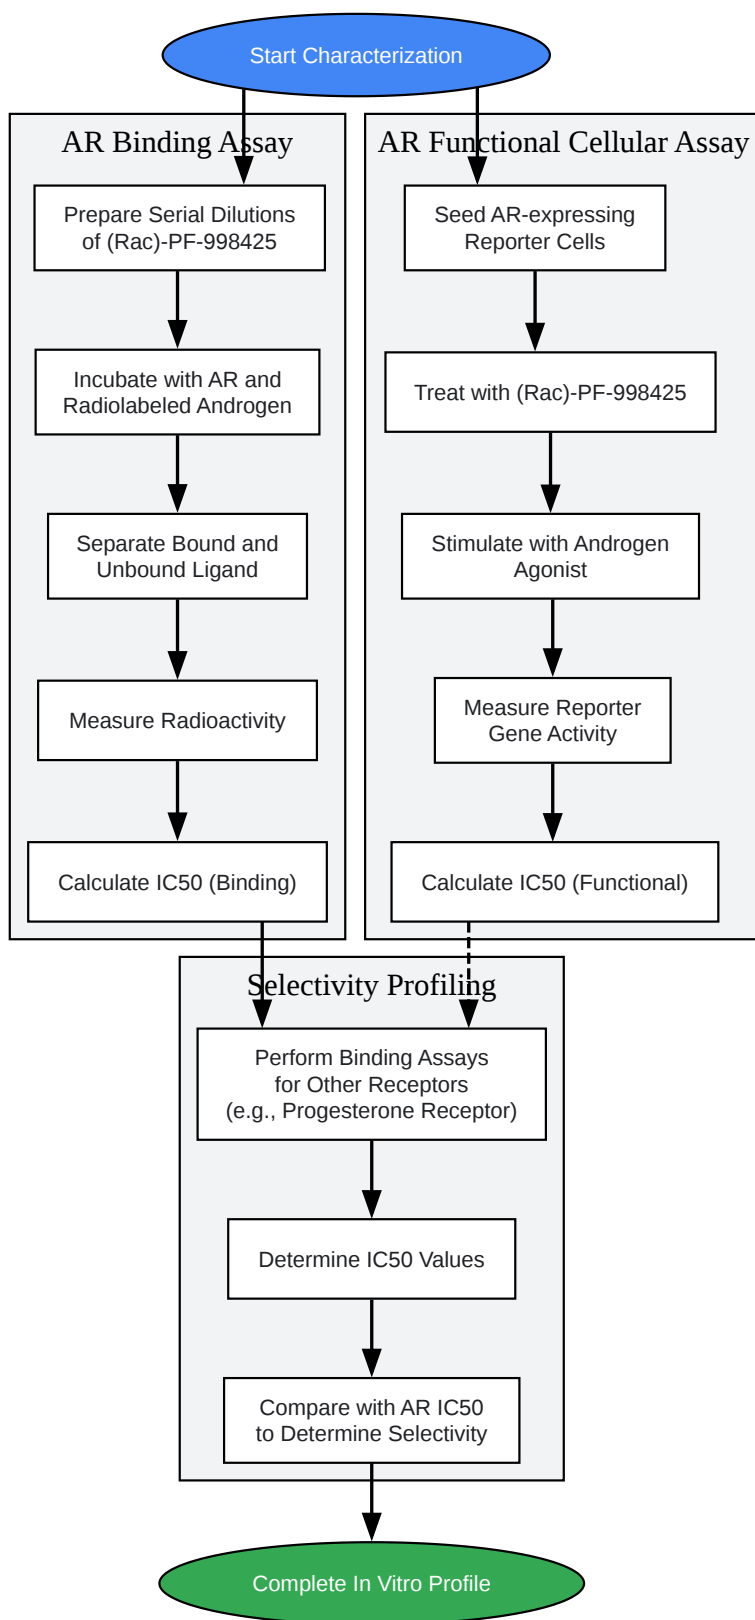 Start Characterization
AR Binding Assay
Prepare Serial Dilutions
of (Rac)-PF-998425
Incubate with AR and
Radiolabeled Androgen
Separate Bound and
Unbound Ligand
Measure Radioactivity
Calculate IC50 (Binding)
AR Functional Cellular Assay
Seed AR-expressing
Reporter Cells
Treat with (Rac)-PF-998425
Stimulate with Androgen
Agonist
Measure Reporter
Gene Activity
Calculate IC50 (Functional)
Selectivity Profiling
Perform Binding Assays
for Other Receptors
(e.g., Progesterone Receptor)
Determine IC50 Values
Compare with AR IC50
to Determine Selectivity
Complete In Vitro Profile